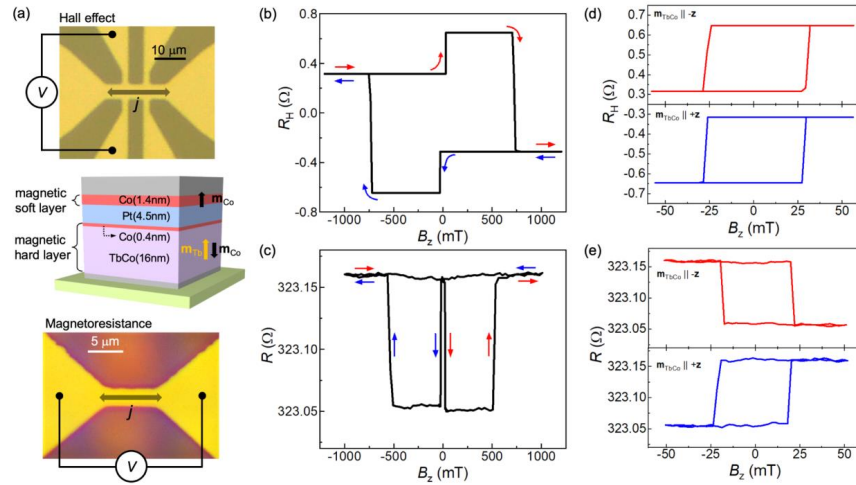 (a)
Hall effect
10 μm
V
j
magnetic
soft layer
Co(1.4nm)
m_Co
Pt(4.5nm)
Co(0.4nm)
magnetic
hard layer
m_Tb
m_Co
TbCo(16nm)
Magnetoresistance
5 μm
j
V
(b)
R_H (Ω)
0.8
0.4
0.0
-0.4
-0.8
-1000 -500 0 500 1000
B_z (mT)
(c)
R (Ω)
323.15
323.10
323.05
-1000 -500 0 500 1000
B_z (mT)
(d)
m_TbCo || -z
0.7
0.6
0.5
0.4
0.3
m_TbCo || +z
-0.3
-0.4
-0.5
-0.6
-0.7
R_H (Ω)
-50 -25 0 25 50
B_z (mT)
(e)
m_TbCo || -z
323.15
323.10
323.05
m_TbCo || +z
323.15
323.10
323.05
R (Ω)
-50 -25 0 25 50
B_z (mT)